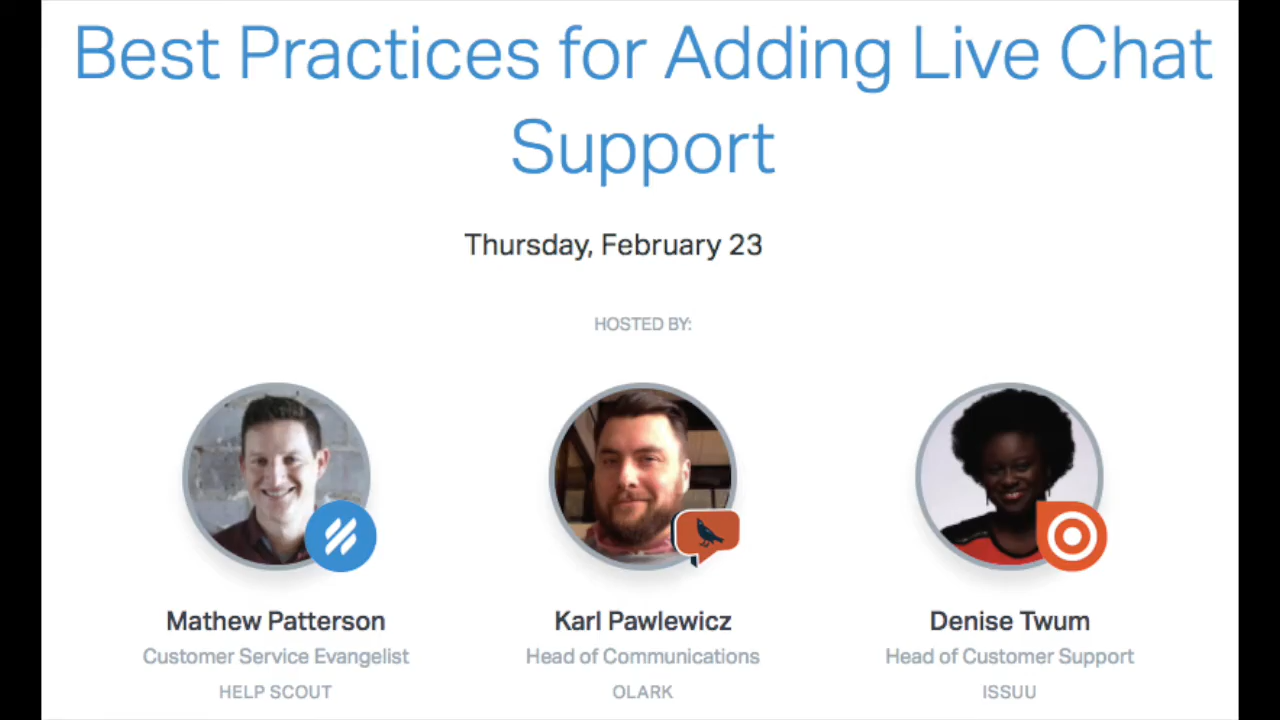 Best Practices for Adding Live Chat
Support
Thursday, February 23
HOSTED BY:
Mathew Patterson
Karl Pawlewicz
Denise Twum
Customer Service Evangelist
Head of Communications
Head of Customer Support
HELP SCOUT
OLARK
ISSUU